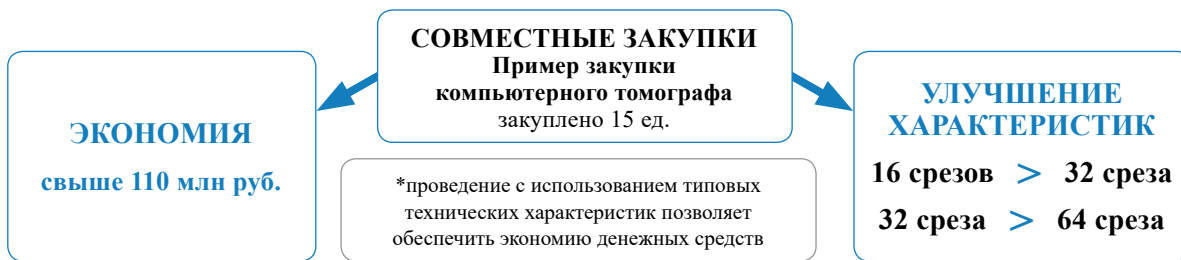 СОВМЕСТНЫЕ ЗАКУПКИ
Пример закупки
компьютерного томографа
закуплено 15 ед.
ЭКОНОМИЯ
свыше 110 млн руб.
*проведение с использованием типовых
технических характеристик позволяет
обеспечить экономию денежных средств
УЛУЧШЕНИЕ
ХАРАКТЕРИСТИК
16 срезов > 32 среза
32 среза > 64 среза